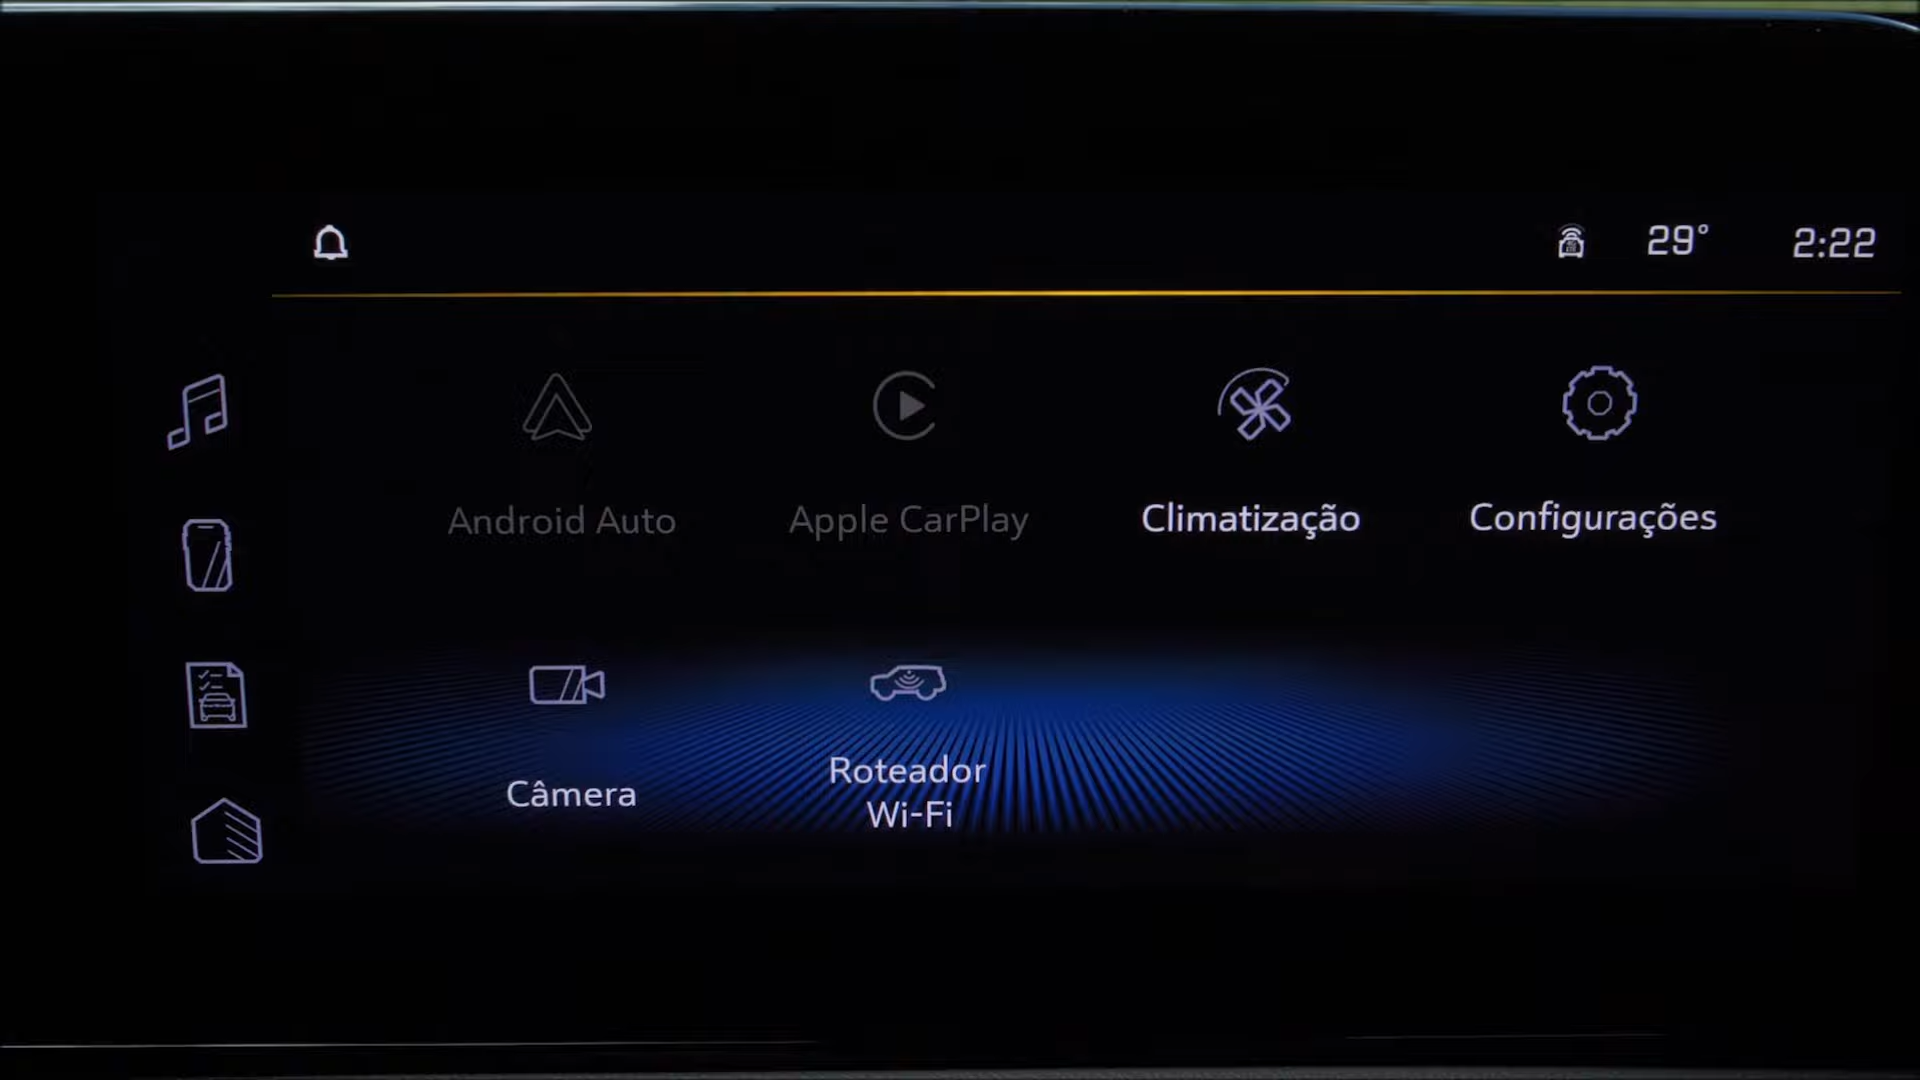 29° 2:22
Android Auto Apple CarPlay Climatização Configurações
Câmera
Roteador
Wi-Fi